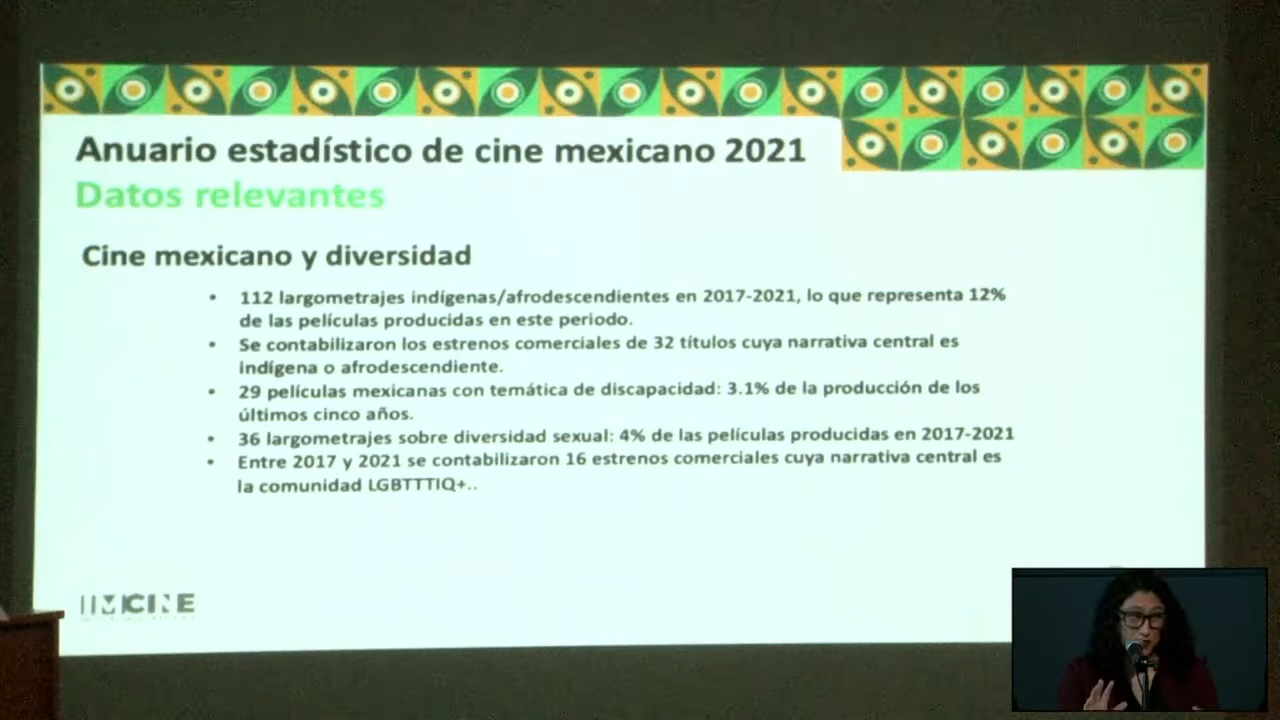 Anuario estadístico de cine mexicano 2021
Datos relevantes
Cine mexicano y diversidad
• 112 largometrajes indígenas/afrodescendientes en 2017-2021, lo que representa 12%
de las películas producidas en este periodo.
• Se contabilizaron los estrenos comerciales de 32 títulos cuya narrativa central es
indígena o afrodescendiente.
• 29 películas mexicanas con temática de discapacidad: 3.1% de la producción de los
últimos cinco años.
• 36 largometrajes sobre diversidad sexual: 4% de las películas producidas en 2017-2021
• Entre 2017 y 2021 se contabilizaron 16 estrenos comerciales cuya narrativa central es
la comunidad LGBTTTIQ+..
IMCINE